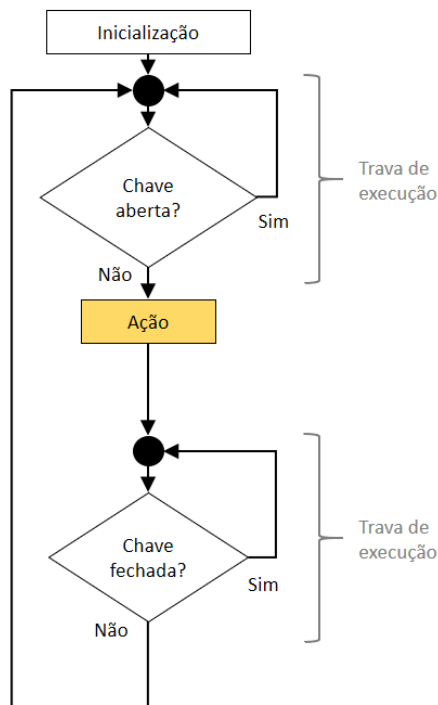 Inicialização
Chave
aberta?
Sim
Trava de
execução
Não
Ação
Chave
fechada?
Sim
Trava de
execução
Não